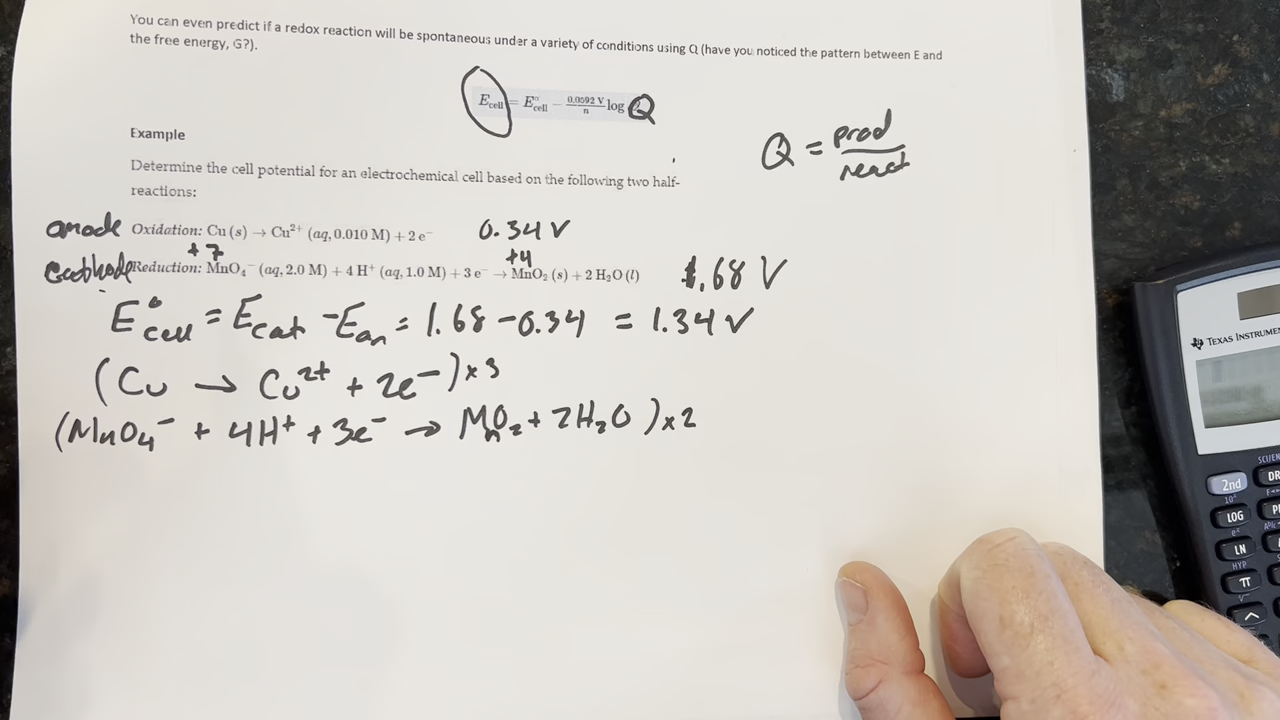 You can even predict if a redox reaction will be spontaneous under a variety of conditions using Q (have you noticed the pattern between E and
the free energy, G?).
E_cell = E°_cell − 0.0592 V/n log Q
Q = prod/react
Example
Determine the cell potential for an electrochemical cell based on the following two half-
reactions:
anode Oxidation: Cu (s) → Cu²⁺ (aq, 0.010 M) + 2 e⁻ 0.34 V
+7 +4
Cathode Reduction: MnO₄⁻ (aq, 2.0 M) + 4 H⁺ (aq, 1.0 M) + 3 e⁻ → MnO₂ (s) + 2 H₂O (l) 1.68 V
E°cell = Ecat − Ean = 1.68 − 0.34 = 1.34 V
(Cu → Cu²⁺ + 2e⁻) × 3
(MnO₄⁻ + 4H⁺ + 3e⁻ → MnO₂ + 2H₂O) × 2
TEXAS INSTRUME
2nd
LOG
LN
HYP
π
^